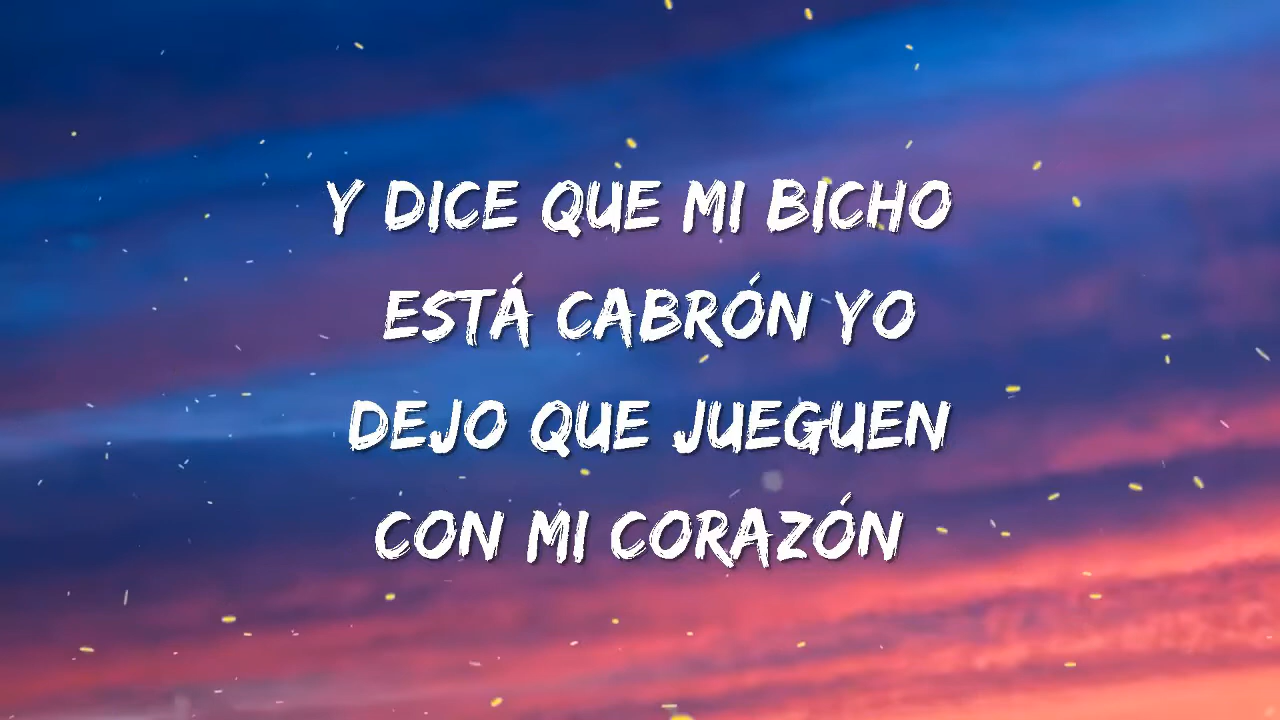 Y DICE QUE MI BICHO
ESTÁ CABRÓN YO
DEJO QUE JUEGUEN
CON MI CORAZÓN